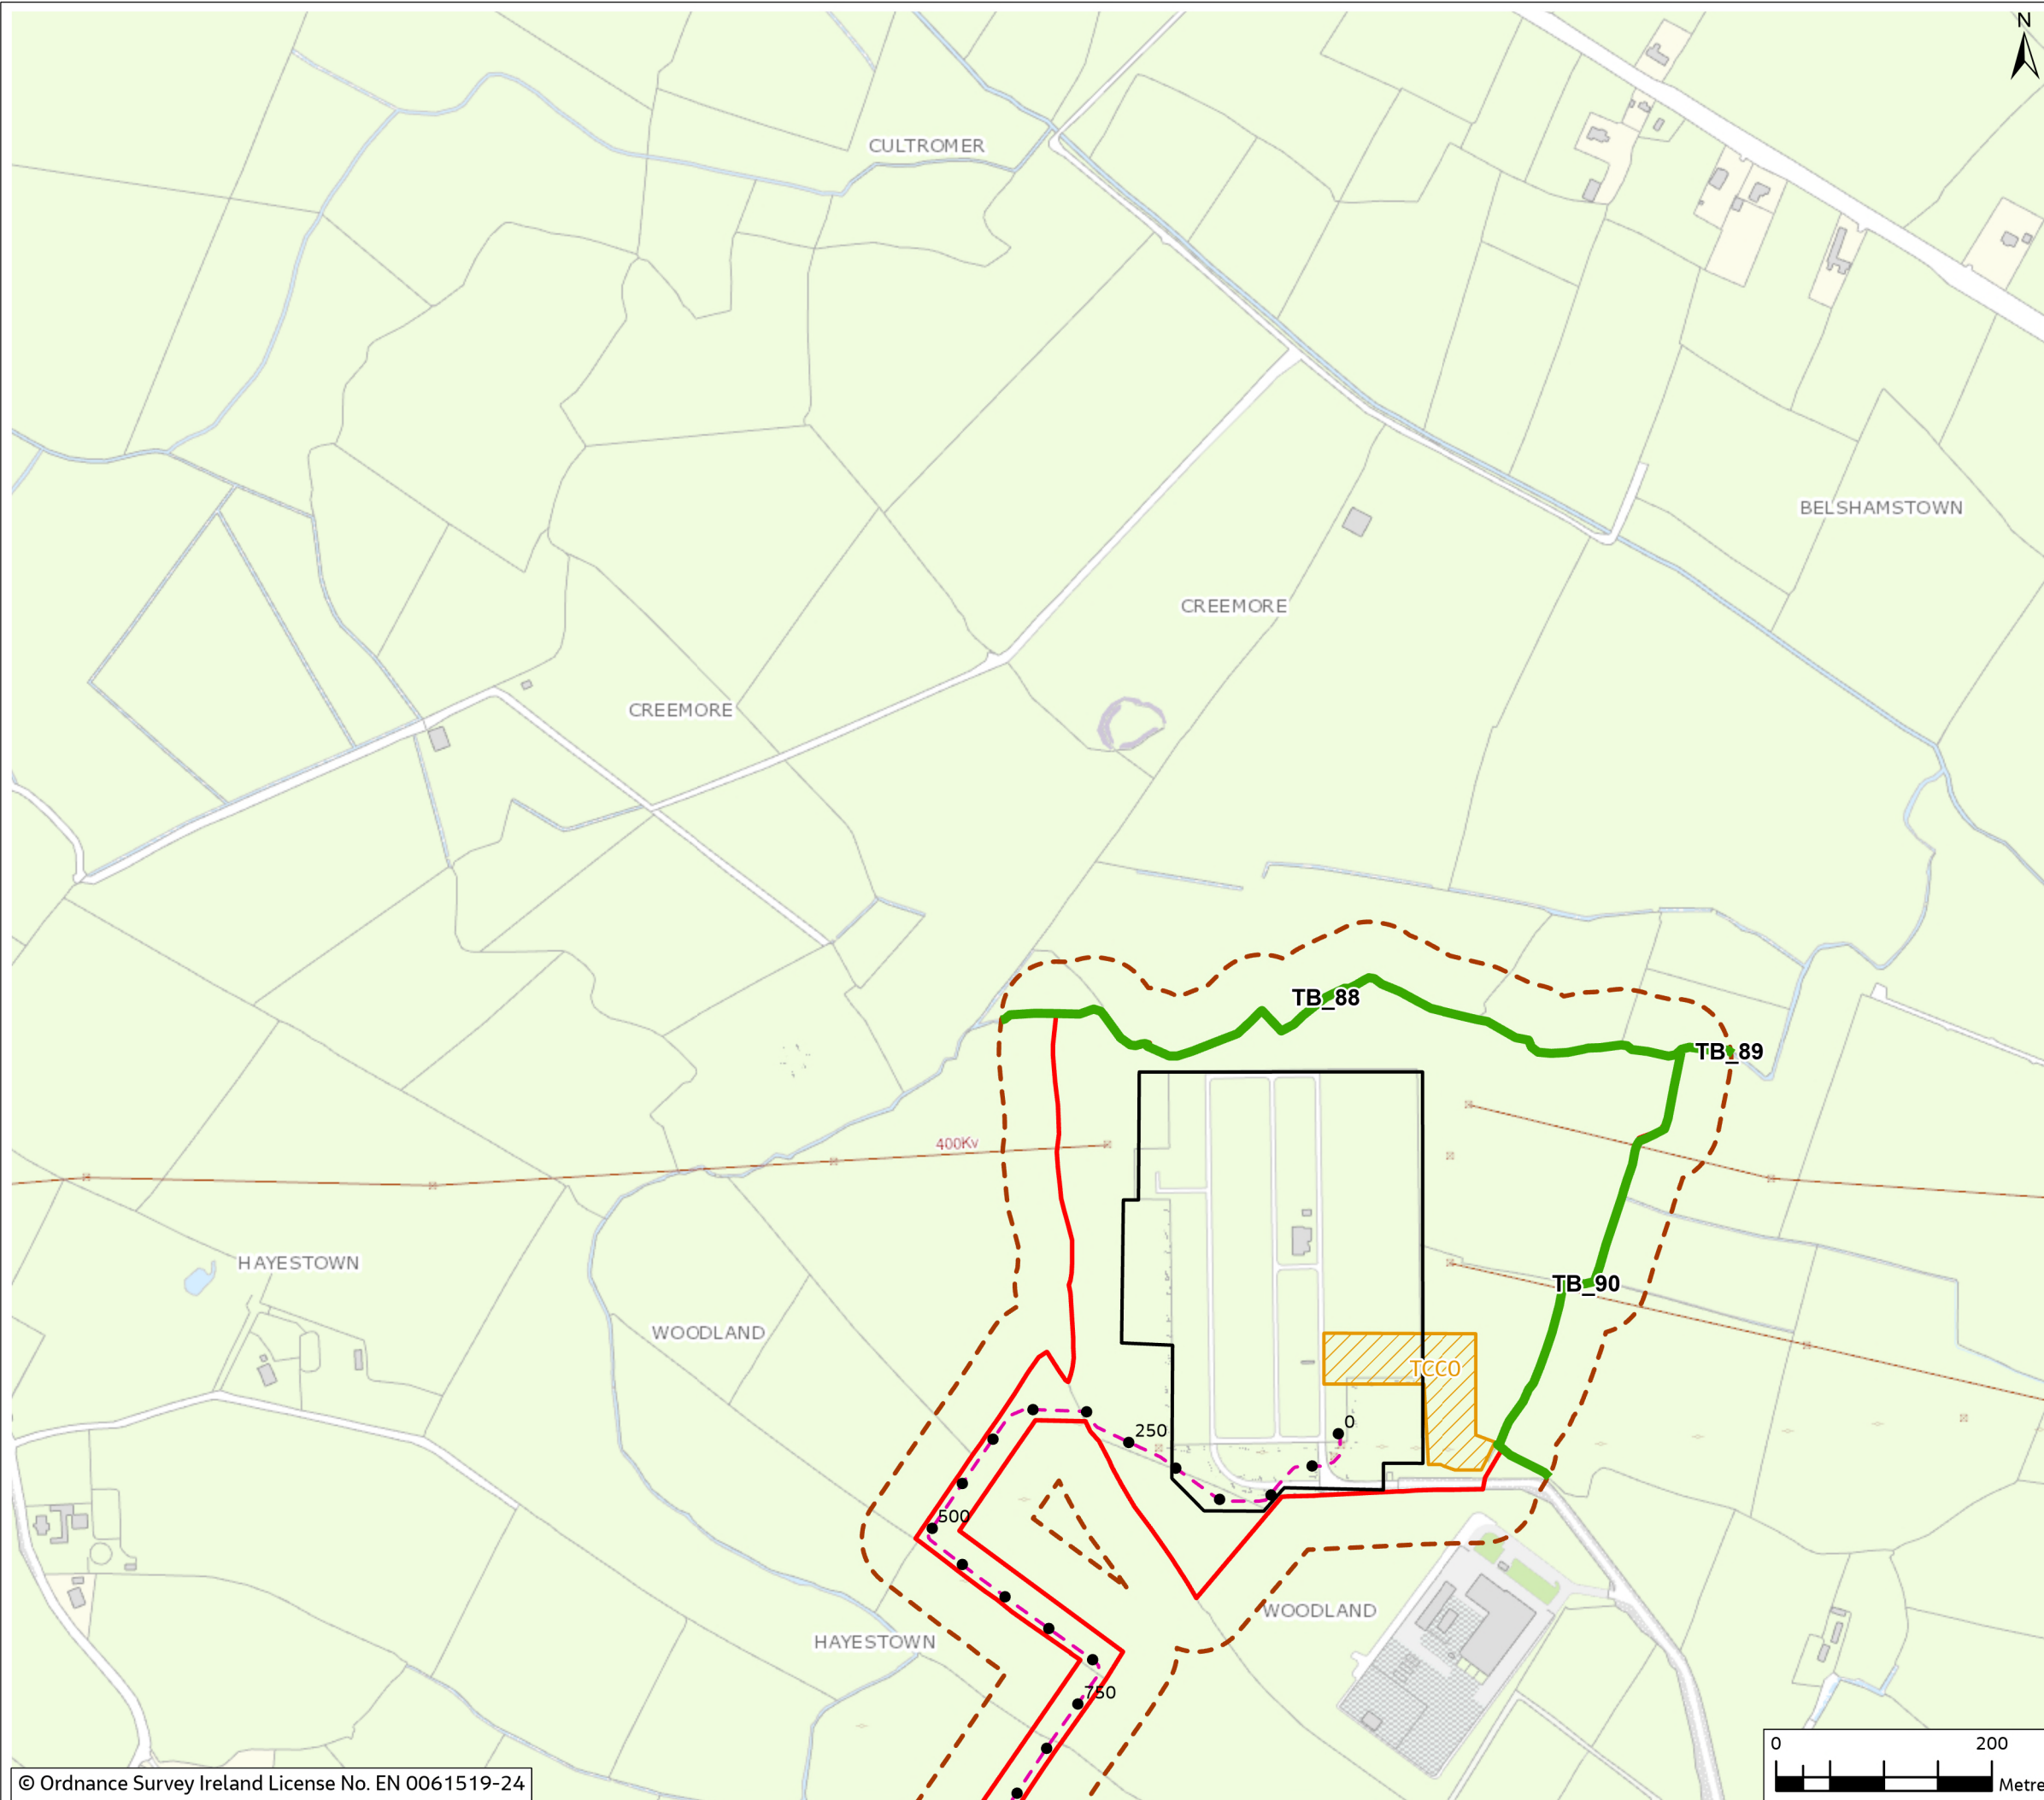 N
CULTROMER
BELSHAMSTOWN
CREEMORE
CREEMORE
TB_88
TB_89
400Kv
HAYESTOWN
TB_90
WOODLAND
TCCO
0
250
500
WOODLAND
HAYESTOWN
750
0 200
Metre
© Ordnance Survey Ireland License No. EN 0061519-24